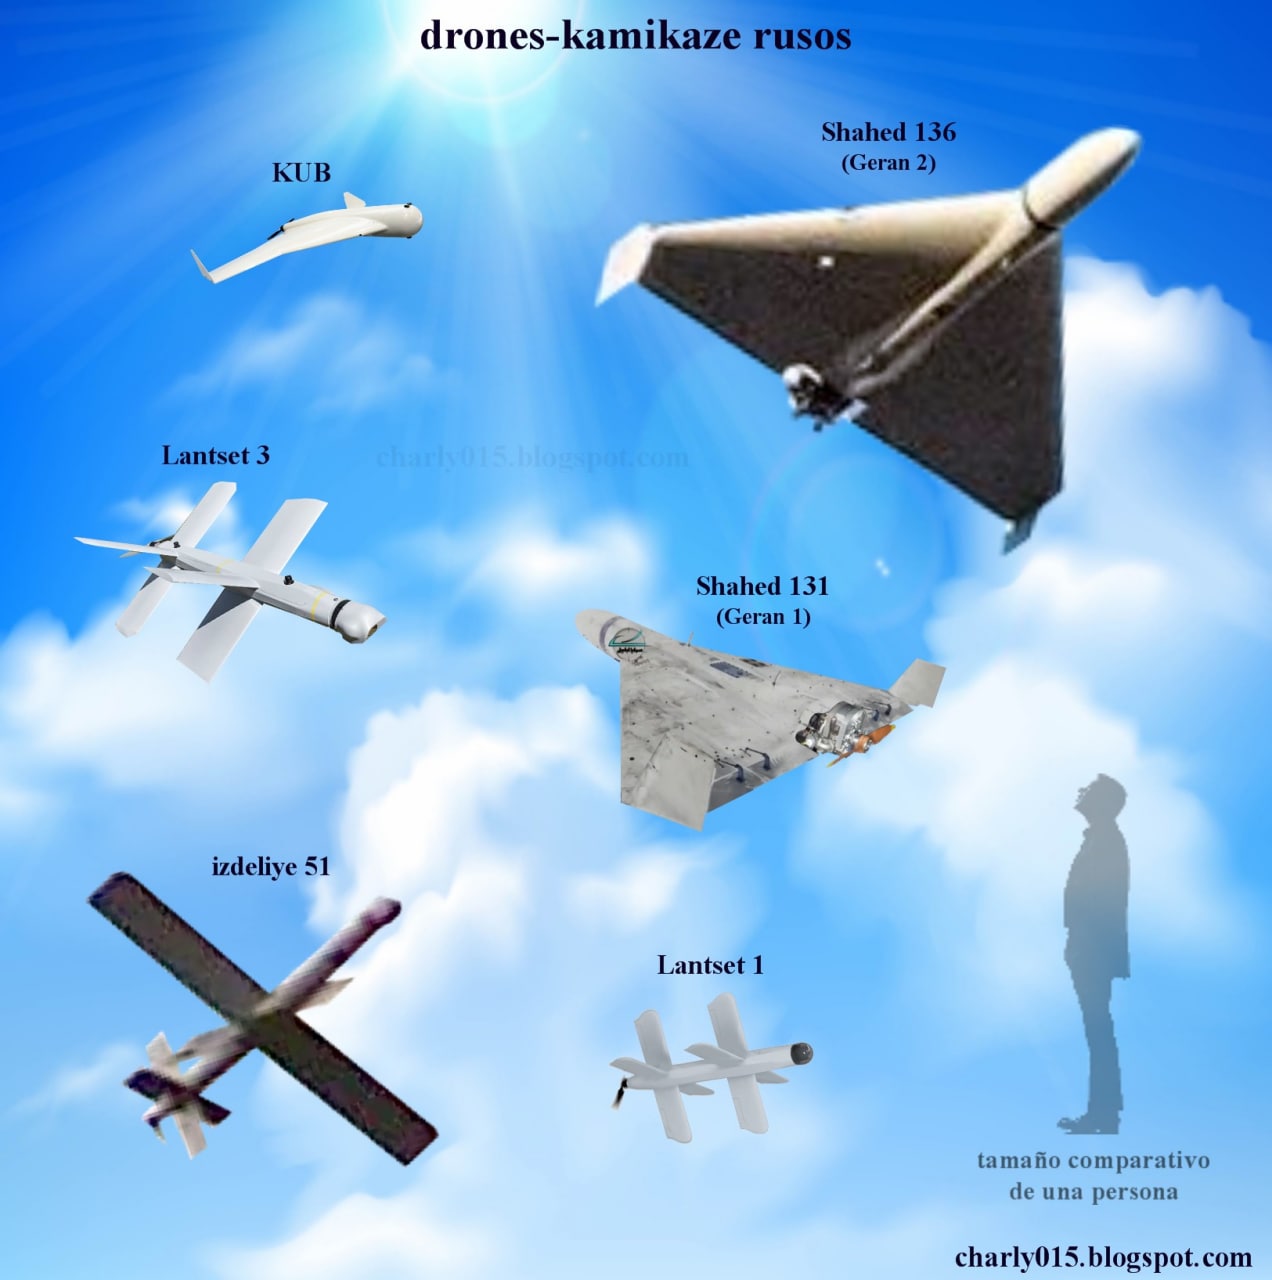 drones-kamikaze rusos
Shahed 136
(Geran 2)
KUB
Lantset 3
charly015.blogspot.com
Shahed 131
(Geran 1)
izdeliye 51
Lantset 1
tamaño comparativo
de una persona
charly015.blogspot.com